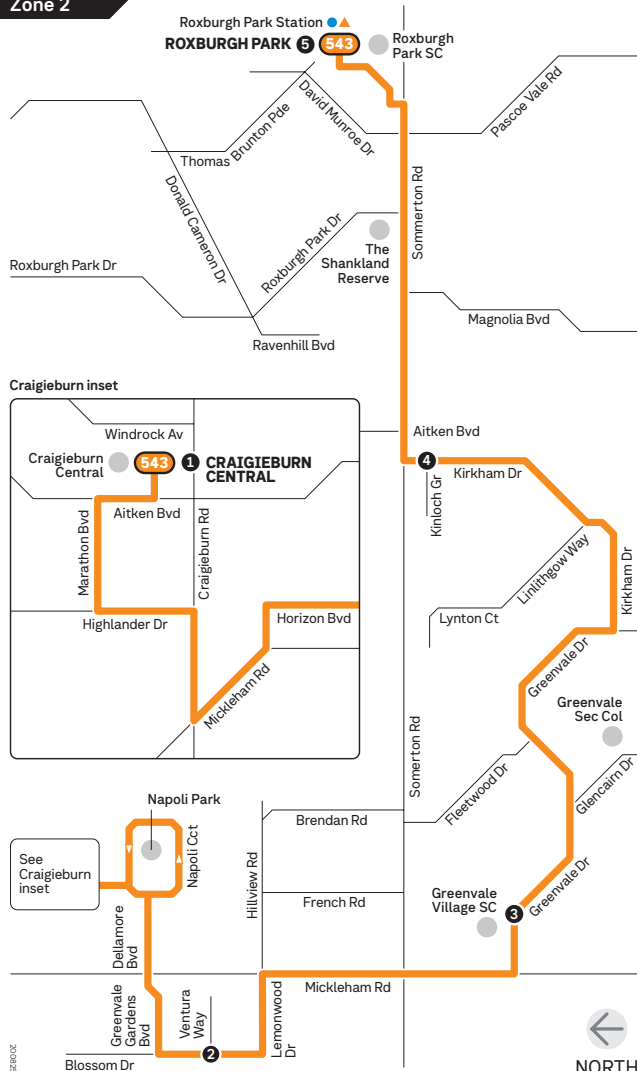 Zone 2
Roxburgh Park Station
ROXBURGH PARK 5 543
Roxburgh
Park SC
Pascoe Vale Rd
David Munroe Dr
Thomas Brunton Pde
Donald Cameron Dr
Sommerton Rd
Roxburgh Park Dr
The
Shankland
Reserve
Roxburgh Park Dr
Magnolia Bvd
Ravenhill Bvd
Craigieburn inset
Windrock Av
Craigieburn
Central
543 1 CRAIGIEBURN
CENTRAL
Aitken Bvd
Marathon Bvd
Craigieburn Rd
Highlander Dr
Horizon Bvd
Mickleham Rd
Aitken Bvd
4
Kirkham Dr
Kinloch Gr
Linlithgow Way
Kirkham Dr
Lynton Ct
Greenvale Dr
Greenvale
Sec Col
Somerton Rd
Fleetwood Dr
Glencairn Dr
Napoli Park
Napoli Cct
See
Craigieburn
inset
Brendan Rd
Hillview Rd
French Rd
Greenvale
Village SC
3
Greenvale Dr
Dellamore
Bvd
Mickleham Rd
Greenvale
Gardens
Bvd
Ventura
Way
Lemonwood
Dr
2
Blossom Dr
NORTH